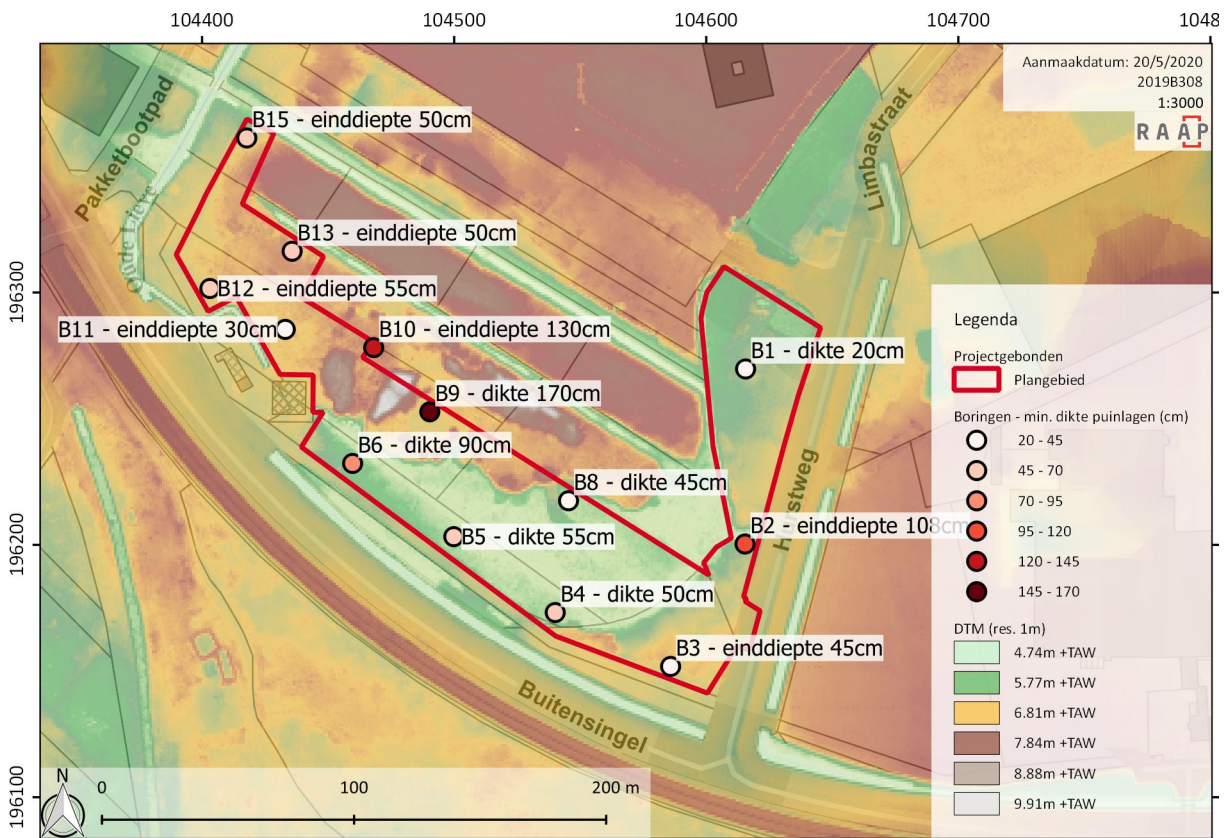 104400
104500
104600
104700
1048
Aanmaakdatum: 20/5/2020
2019B308
1:3000
RAAP
Pakketbootpad
Oude Liere
Limbastraat
B15 - einddiepte 50cm
B13 - einddiepte 50cm
B12 - einddiepte 55cm
B11 - einddiepte 30cm
B10 - einddiepte 130cm
B1 - dikte 20cm
B9 - dikte 170cm
B6 - dikte 90cm
B8 - dikte 45cm
B5 - dikte 55cm
B2 - einddiepte 108cm
B4 - dikte 50cm
B3 - einddiepte 45cm
Horstweg
Buitensingel
196300
196200
196100
Legenda
Projectgebonden
Plangebied
Boringen - min. dikte puinlagen (cm)
20 - 45
45 - 70
70 - 95
95 - 120
120 - 145
145 - 170
DTM (res. 1m)
4.74m +TAW
5.77m +TAW
6.81m +TAW
7.84m +TAW
8.88m +TAW
9.91m +TAW
N
0
100
200 m